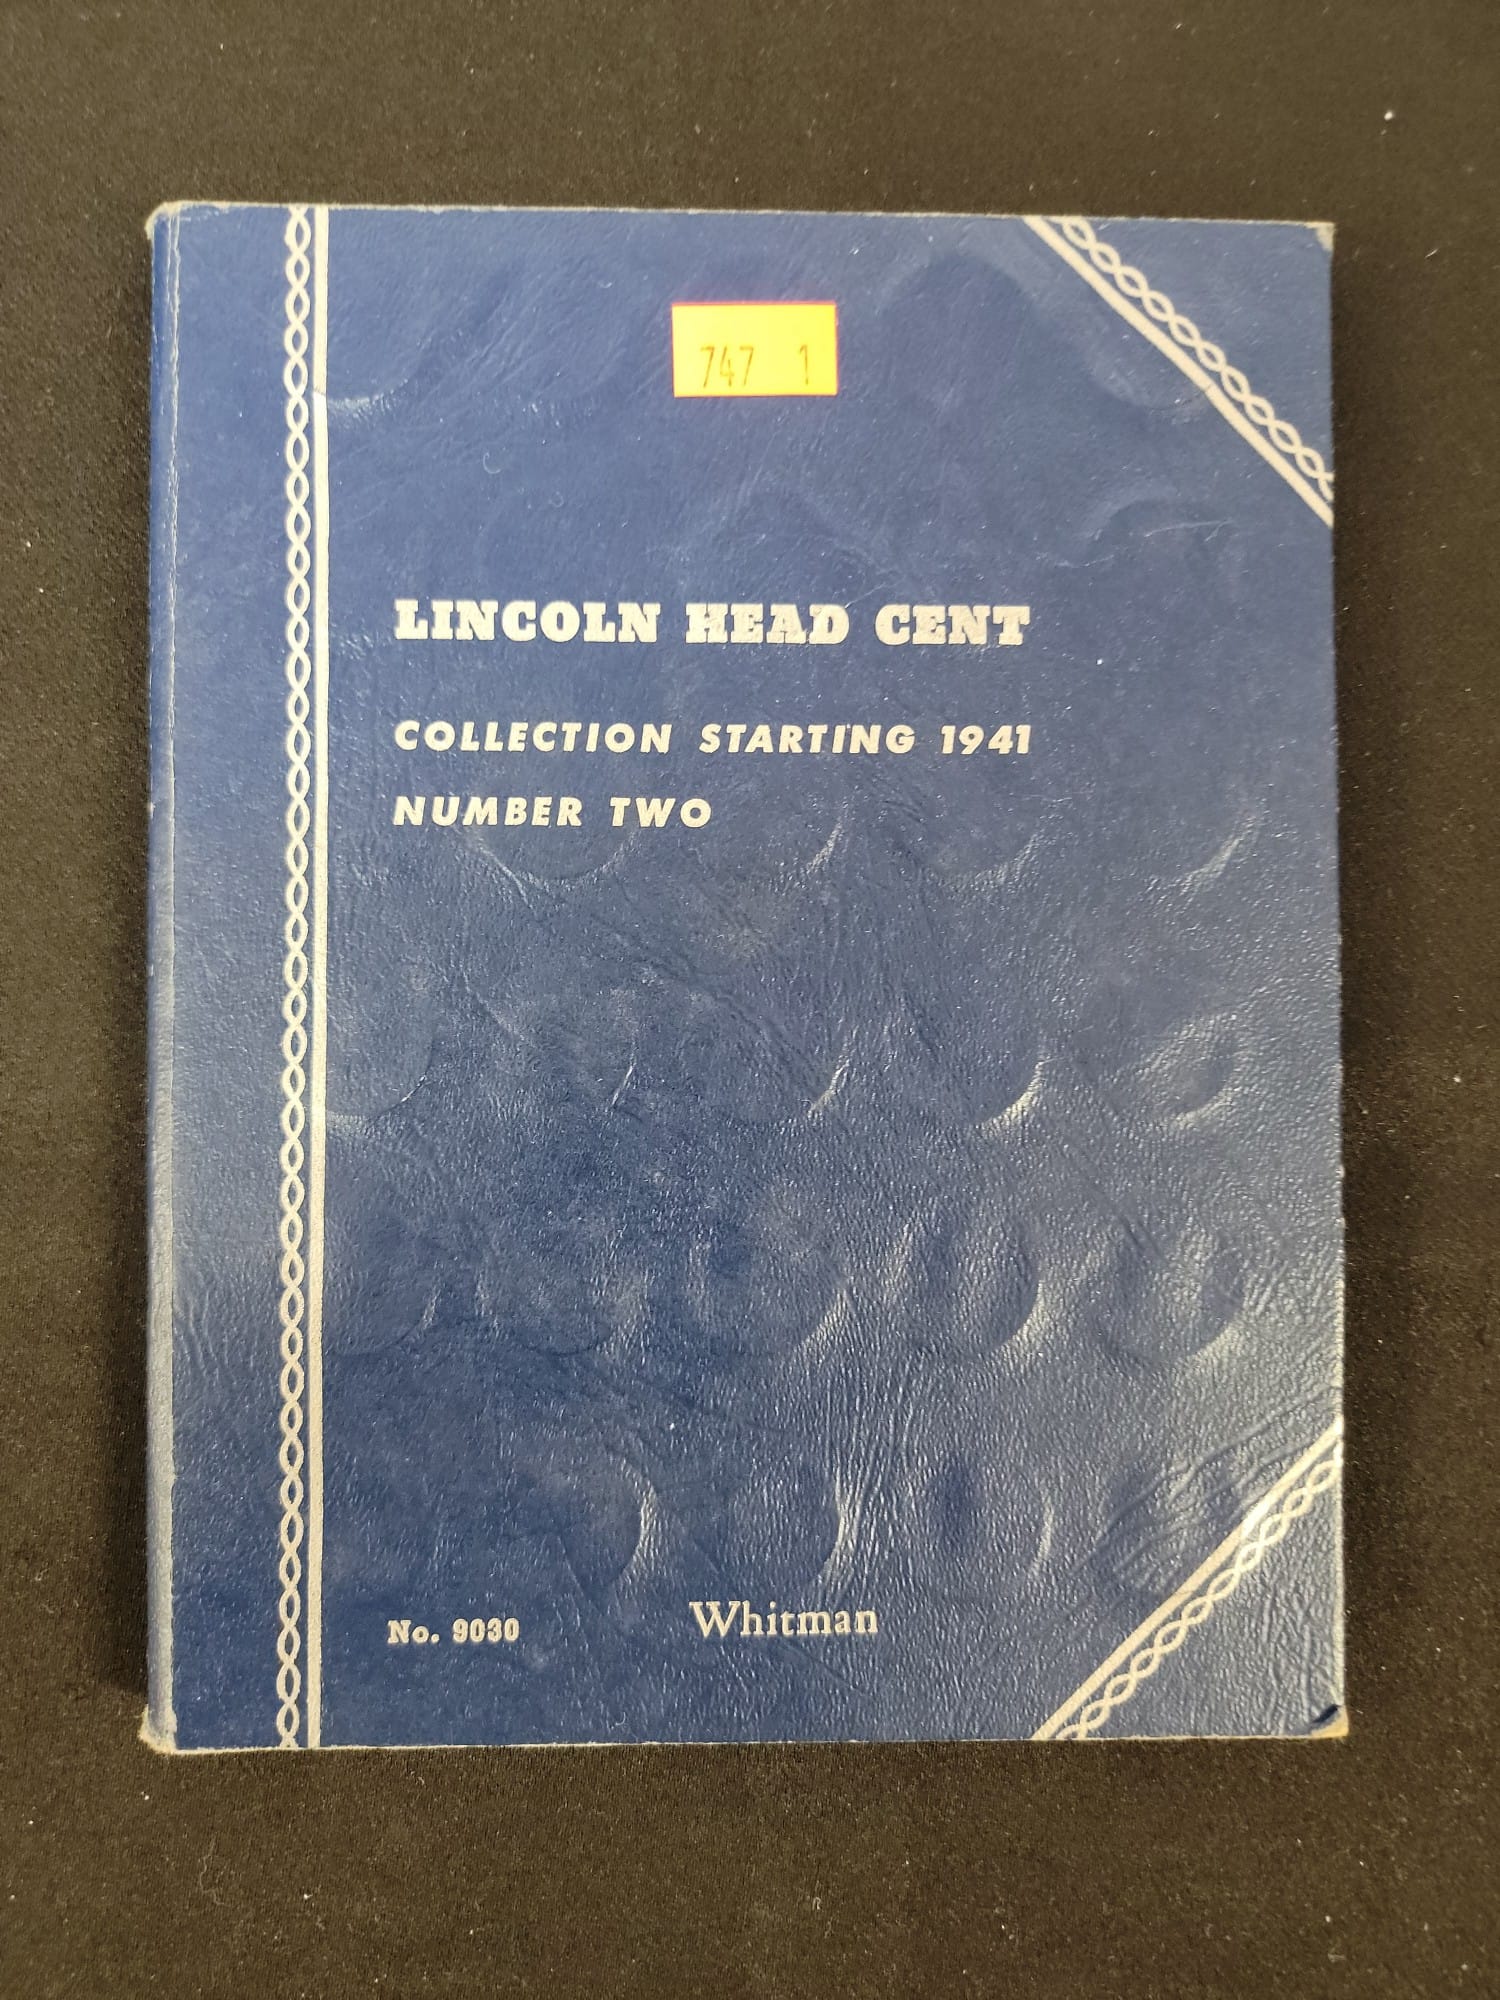 747 1
LINCOLN HEAD CENT
COLLECTION STARTING 1941
NUMBER TWO
No. 9030
Whitman